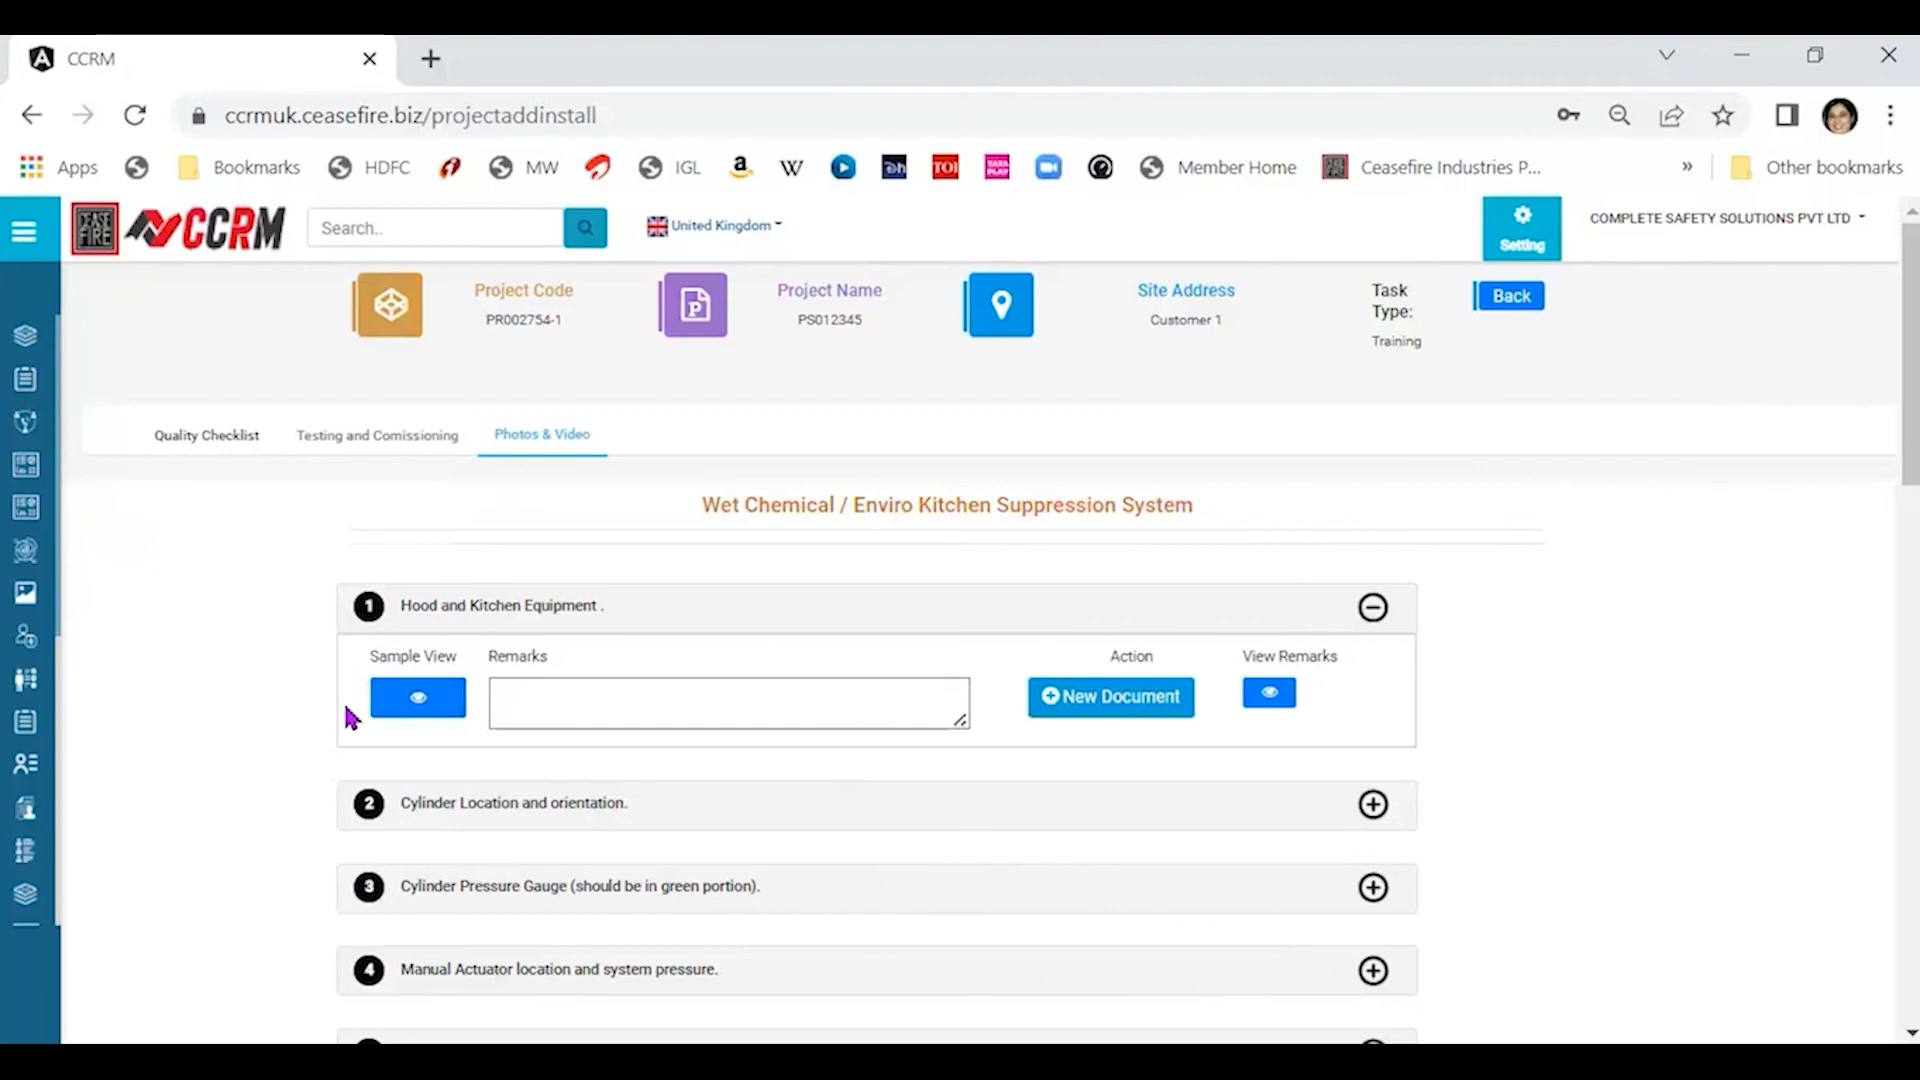 CCRM
ccrmuk.ceasefire.biz/projectaddinstall
Apps
Bookmarks
HDFC
MW
IGL
TOI
Member Home
Ceasefire Industries P...
Other bookmarks
CEASE FIRE
CCRM
Search..
United Kingdom
Setting
COMPLETE SAFETY SOLUTIONS PVT LTD
Project Code
PR002754-1
Project Name
PS012345
Site Address
Customer 1
Task
Type:
Training
Back
Quality Checklist
Testing and Comissioning
Photos & Video
Wet Chemical / Enviro Kitchen Suppression System
1 Hood and Kitchen Equipment .
Sample View
Remarks
Action
View Remarks
New Document
2 Cylinder Location and orientation.
3 Cylinder Pressure Gauge (should be in green portion).
4 Manual Actuator location and system pressure.